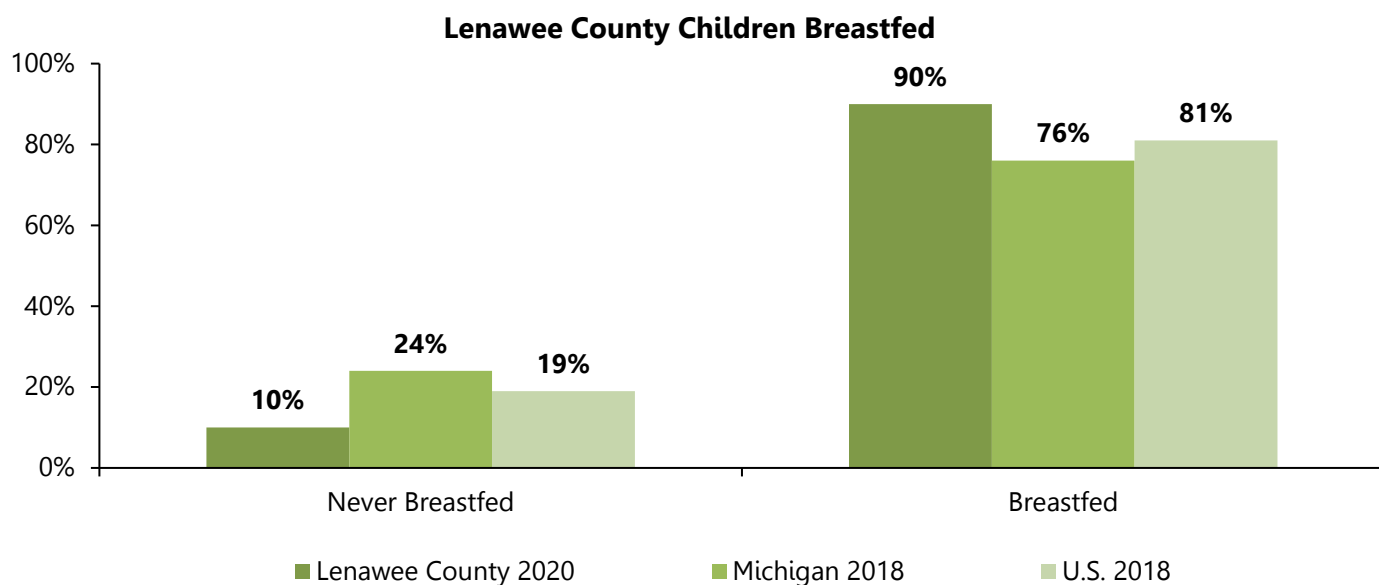 Lenawee County Children Breastfed
100%
80%
60%
40%
20%
0%
10%
24%
19%
90%
76%
81%
Never Breastfed
Breastfed
Lenawee County 2020
Michigan 2018
U.S. 2018